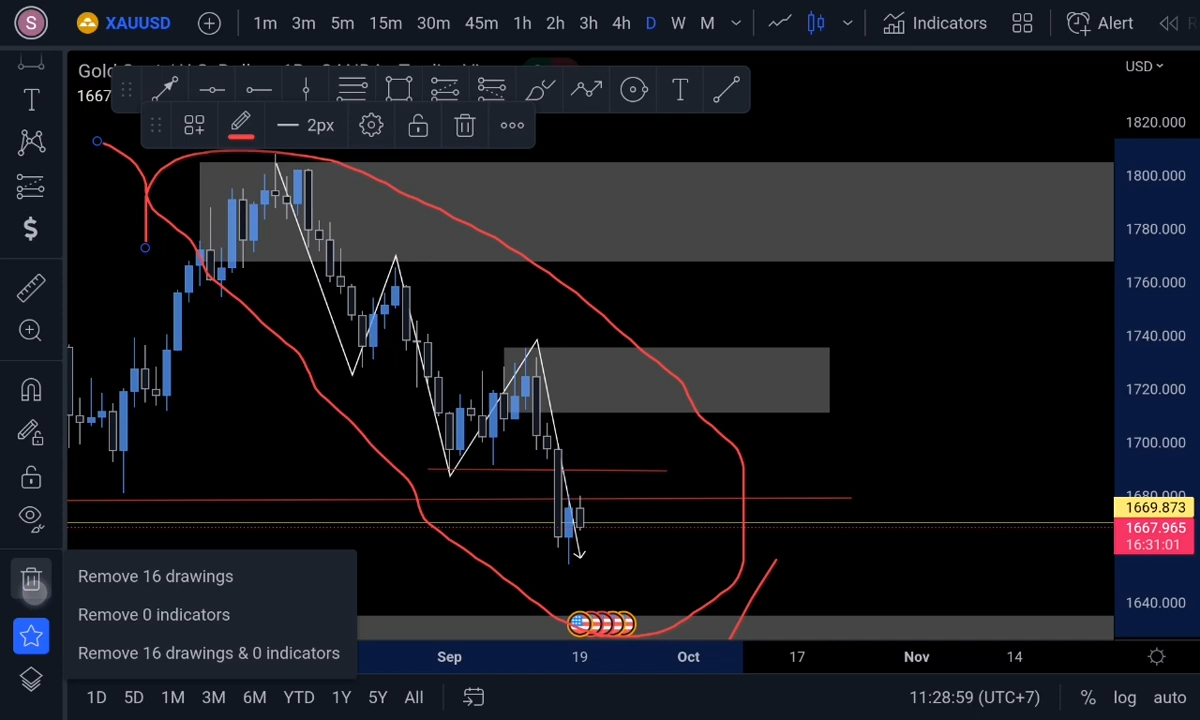 S
XAUUSD
1m 3m 5m 15m 30m 45m 1h 2h 3h 4h D W M
Indicators
Alert
USD
1667
T
2px
1820.000
1800.000
1780.000
1760.000
1740.000
1720.000
1700.000
1680.000
1669.873
1667.965
16:31:01
1640.000
Remove 16 drawings
Remove 0 indicators
Remove 16 drawings & 0 indicators
Sep 19 Oct 17 Nov 14
1D 5D 1M 3M 6M YTD 1Y 5Y All
11:28:59 (UTC+7) % log auto